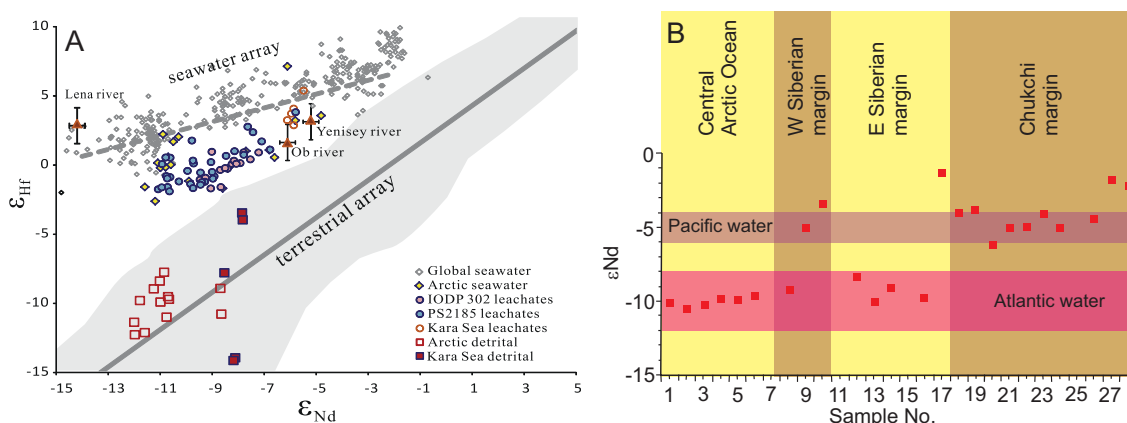 A
seawater array
Lena river
Yenisey river
Ob river
terrestrial array
Global seawater
Arctic seawater
IODP 302 leachates
PS2185 leachates
Kara Sea leachates
Arctic detrital
Kara Sea detrital
εHf
10
5
0
-5
-10
-15
-15 -13 -11 -9 -7 -5 -3 -1 1 3 5
εNd
B
Central
Arctic Ocean
W Siberian
margin
E Siberian
margin
Chukchi
margin
Pacific water
Atlantic water
εNd
0
-5
-10
-15
1 3 5 7 9 11 13 15 17 19 21 23 25 27
Sample No.